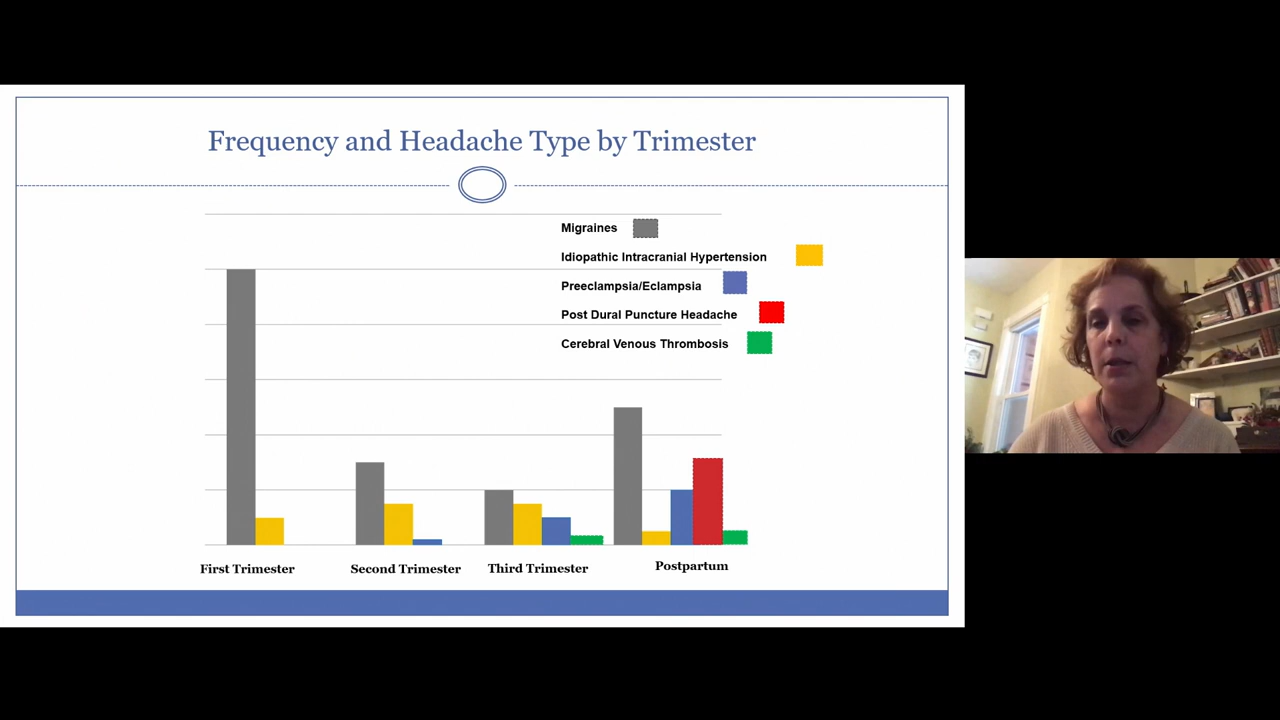 Frequency and Headache Type by Trimester
Migraines
Idiopathic Intracranial Hypertension
Preeclampsia/Eclampsia
Post Dural Puncture Headache
Cerebral Venous Thrombosis
First Trimester
Second Trimester
Third Trimester
Postpartum